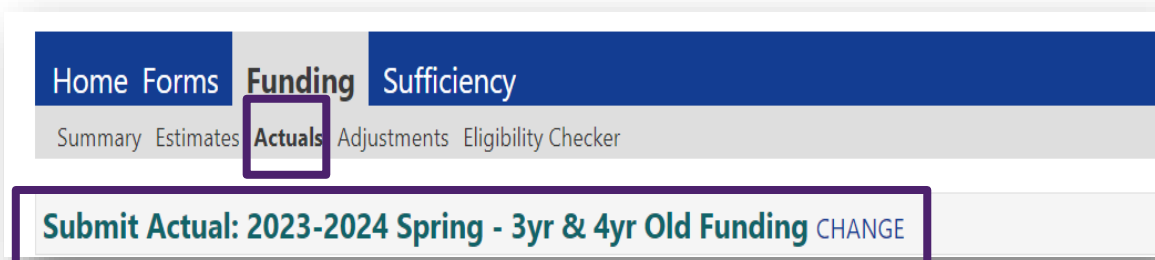 Home Forms Funding Sufficiency
Summary Estimates Actuals Adjustments Eligibility Checker
Submit Actual: 2023-2024 Spring - 3yr & 4yr Old Funding CHANGE